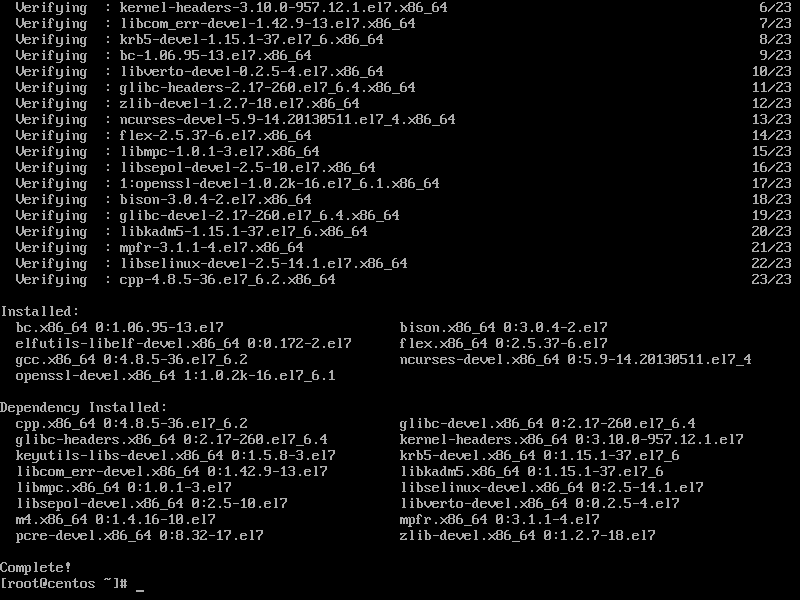 Verifying : kernel-headers-3.10.0-957.12.1.el7.x86_64 6/23
Verifying : libcom_err-devel-1.42.9-13.el7.x86_64 7/23
Verifying : krb5-devel-1.15.1-37.el7_6.x86_64 8/23
Verifying : bc-1.06.95-13.el7.x86_64 9/23
Verifying : libverto-devel-0.2.5-4.el7.x86_64 10/23
Verifying : glibc-headers-2.17-260.el7_6.4.x86_64 11/23
Verifying : zlib-devel-1.2.7-18.el7.x86_64 12/23
Verifying : ncurses-devel-5.9-14.20130511.el7_4.x86_64 13/23
Verifying : flex-2.5.37-6.el7.x86_64 14/23
Verifying : libmpc-1.0.1-3.el7.x86_64 15/23
Verifying : libsepol-devel-2.5-10.el7.x86_64 16/23
Verifying : 1:openssl-devel-1.0.2k-16.el7_6.1.x86_64 17/23
Verifying : bison-3.0.4-2.el7.x86_64 18/23
Verifying : glibc-devel-2.17-260.el7_6.4.x86_64 19/23
Verifying : libkadm5-1.15.1-37.el7_6.x86_64 20/23
Verifying : mpfr-3.1.1-4.el7.x86_64 21/23
Verifying : libselinux-devel-2.5-14.1.el7.x86_64 22/23
Verifying : cpp-4.8.5-36.el7_6.2.x86_64 23/23
Installed:
bc.x86_64 0:1.06.95-13.el7 bison.x86_64 0:3.0.4-2.el7
elfutils-libelf-devel.x86_64 0:0.172-2.el7 flex.x86_64 0:2.5.37-6.el7
gcc.x86_64 0:4.8.5-36.el7_6.2 ncurses-devel.x86_64 0:5.9-14.20130511.el7_4
openssl-devel.x86_64 1:1.0.2k-16.el7_6.1
Dependency Installed:
cpp.x86_64 0:4.8.5-36.el7_6.2 glibc-devel.x86_64 0:2.17-260.el7_6.4
glibc-headers.x86_64 0:2.17-260.el7_6.4 kernel-headers.x86_64 0:3.10.0-957.12.1.el7
keyutils-libs-devel.x86_64 0:1.5.8-3.el7 krb5-devel.x86_64 0:1.15.1-37.el7_6
libcom_err-devel.x86_64 0:1.42.9-13.el7 libkadm5.x86_64 0:1.15.1-37.el7_6
libmpc.x86_64 0:1.0.1-3.el7 libselinux-devel.x86_64 0:2.5-14.1.el7
libsepol-devel.x86_64 0:2.5-10.el7 libverto-devel.x86_64 0:0.2.5-4.el7
m4.x86_64 0:1.4.16-10.el7 mpfr.x86_64 0:3.1.1-4.el7
pcre-devel.x86_64 0:8.32-17.el7 zlib-devel.x86_64 0:1.2.7-18.el7
Complete!
[root@centos ~]# _